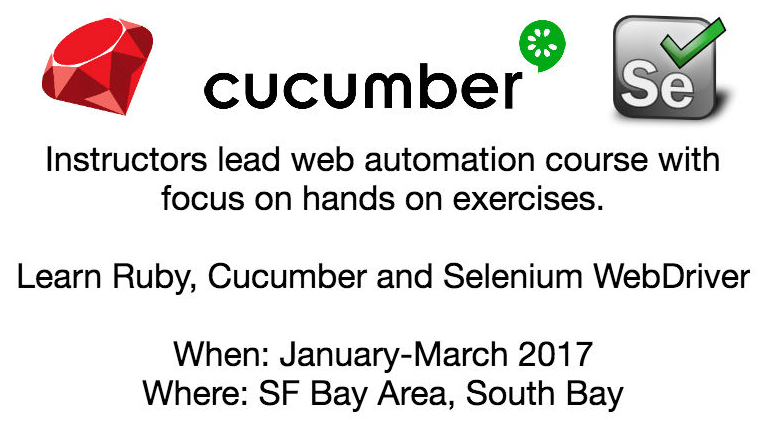 cucumber
Se
Instructors lead web automation course with
focus on hands on exercises.
Learn Ruby, Cucumber and Selenium WebDriver
When: January-March 2017
Where: SF Bay Area, South Bay